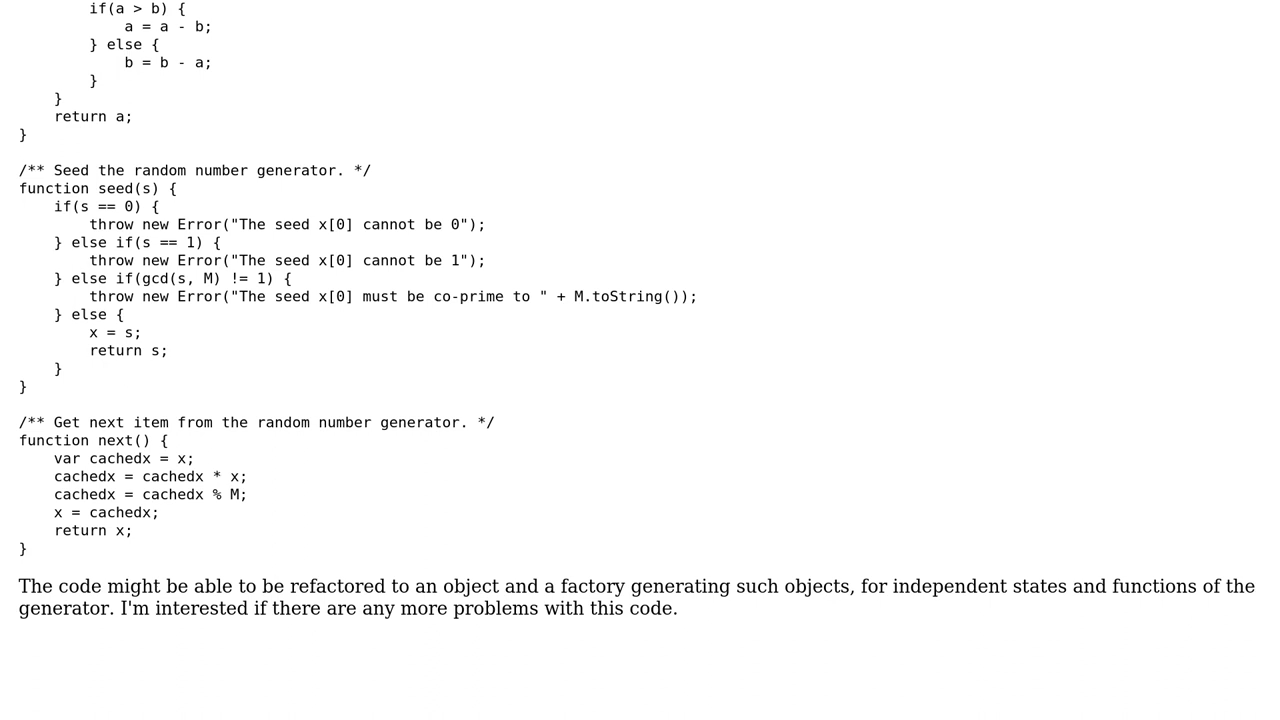 if(a > b) {
            a = a - b;
        } else {
            b = b - a;
        }
    }
    return a;
}

/** Seed the random number generator. */
function seed(s) {
    if(s == 0) {
        throw new Error("The seed x[0] cannot be 0");
    } else if(s == 1) {
        throw new Error("The seed x[0] cannot be 1");
    } else if(gcd(s, M) != 1) {
        throw new Error("The seed x[0] must be co-prime to " + M.toString());
    } else {
        x = s;
        return s;
    }
}

/** Get next item from the random number generator. */
function next() {
    var cachedx = x;
    cachedx = cachedx * x;
    cachedx = cachedx % M;
    x = cachedx;
    return x;
}
The code might be able to be refactored to an object and a factory generating such objects, for independent states and functions of the
generator. I'm interested if there are any more problems with this code.